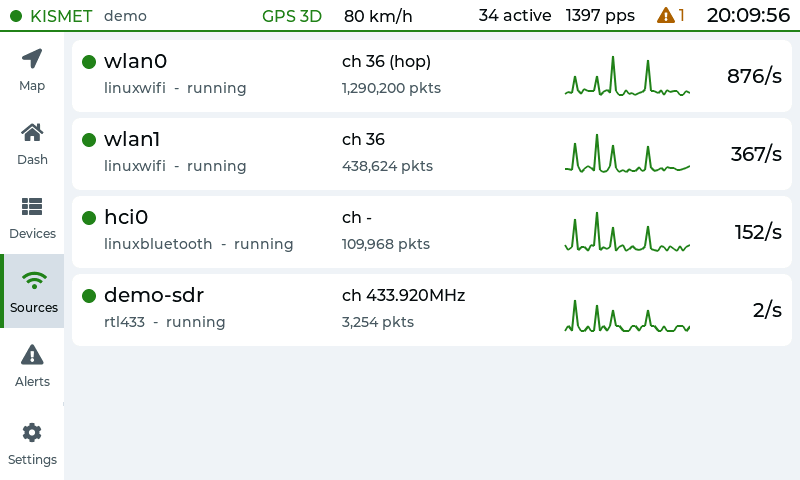 KISMET demo GPS 3D 80 km/h 34 active 1397 pps 1 20:09:56
Map
Dash
Devices
Sources
Alerts
Settings
wlan0 ch 36 (hop) 876/s
linuxwifi - running 1,290,200 pkts
wlan1 ch 36 367/s
linuxwifi - running 438,624 pkts
hci0 ch - 152/s
linuxbluetooth - running 109,968 pkts
demo-sdr ch 433.920MHz 2/s
rtl433 - running 3,254 pkts